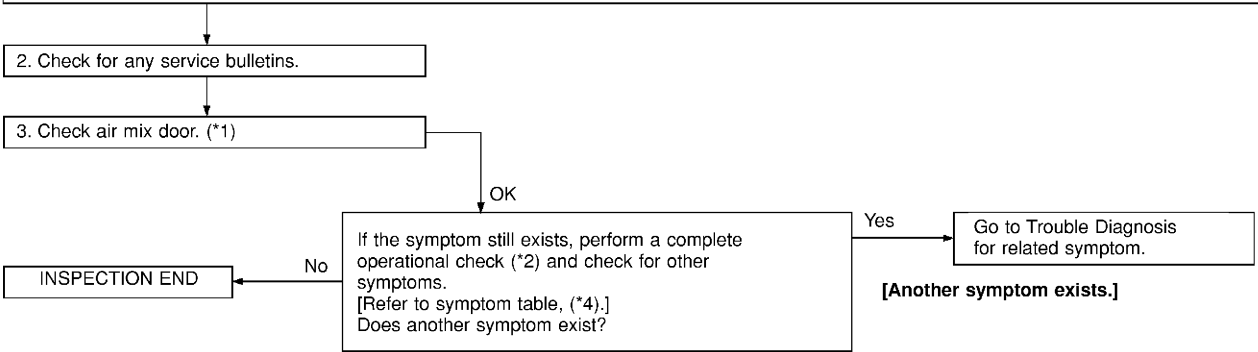 2. Check for any service bulletins.
3. Check air mix door. (*1)
OK
If the symptom still exists, perform a complete
operational check (*2) and check for other
symptoms.
[Refer to symptom table, (*4).]
Does another symptom exist?
Yes
Go to Trouble Diagnosis
for related symptom.
[Another symptom exists.]
No
INSPECTION END